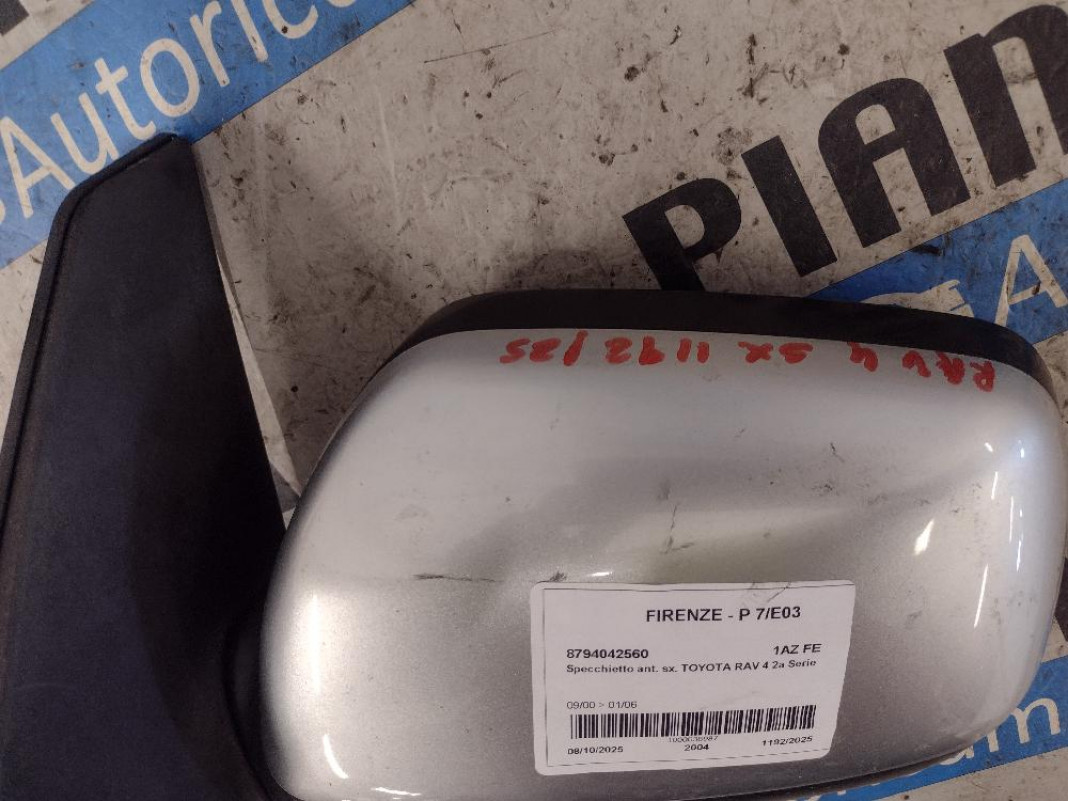 Autoric
PIAN
GA
RAV 4 sx 1192/25
FIRENZE - P 7/E03
8794042560 1AZ FE
Specchietto ant. sx. TOYOTA RAV 4 2a Serie
09/00 > 01/06
08/10/2025 2004 1192/2025